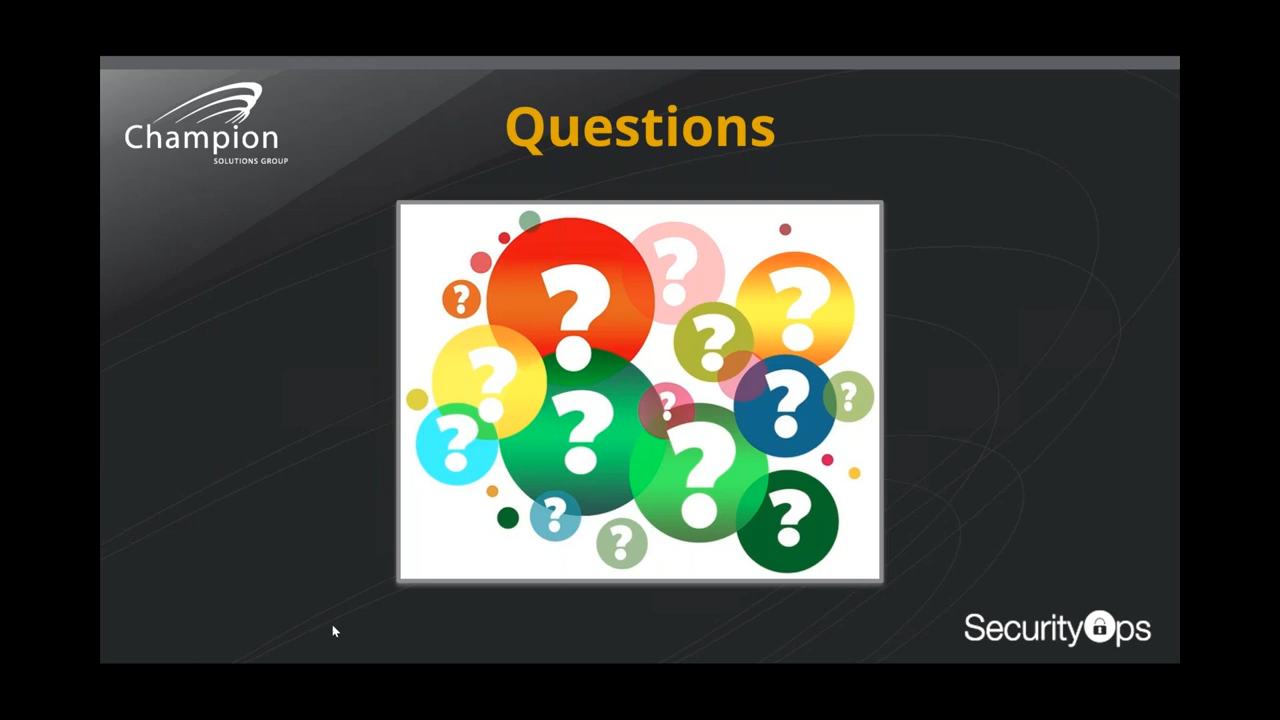 Champion
SOLUTIONS GROUP
Questions
? ? ? ? ? ? ? ? ? ? ? ? ? ? ?
SecurityOps